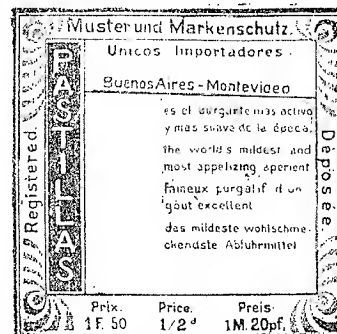 Muster und Markenschutz.
Unicos Importadores.
Buenos Aires - Montevideo
PASTILLAS
Registered.
Déposée.
es el purgante mas activo
y mas suave de la época.
the world's mildest and
most appetizing aperient
Fameux purgatif d'un
goût excellent
das mildeste wohlschme-
chendste Abfuhrmittel
Prix. Price. Preis.
1 F. 50 1/2 d 1 M. 20 pf.